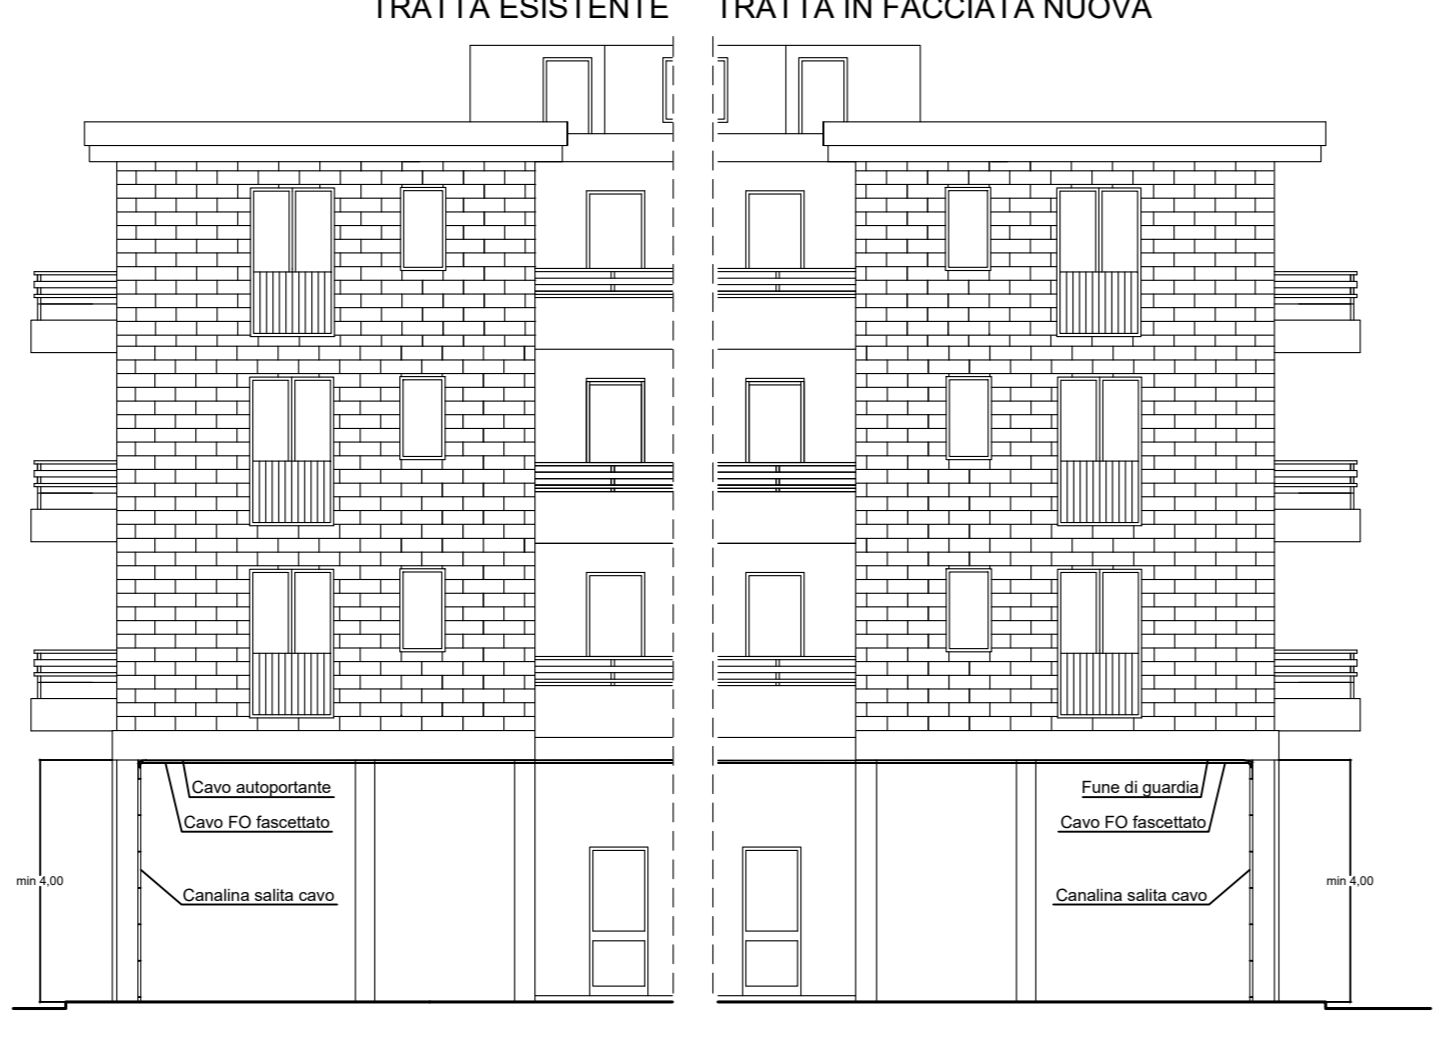 TRATTA ESISTENTE
TRATTA IN FACCIATA NUOVA
Cavo autoportante
Cavo FO fascettato
Canalina salita cavo
min 4,00
Fune di guardia
Cavo FO fascettato
Canalina salita cavo
min 4,00